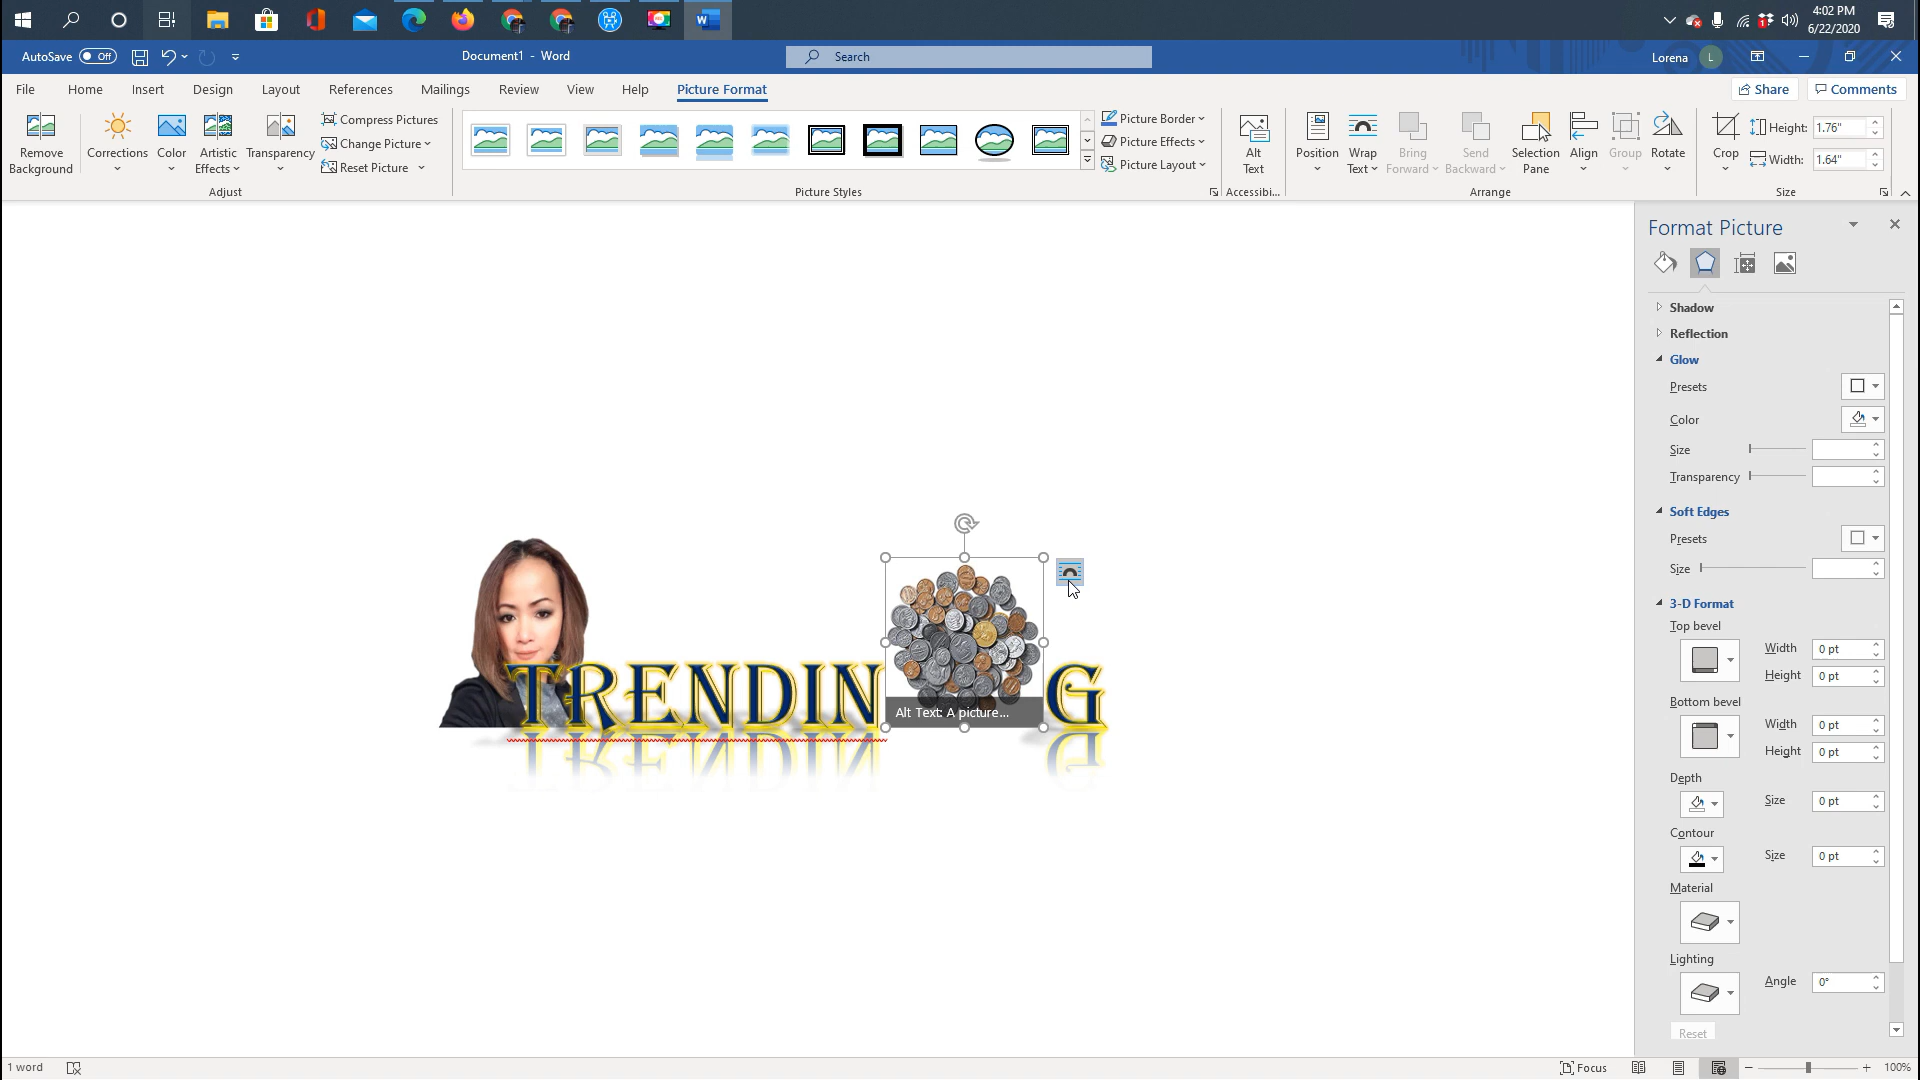 4:02 PM
6/22/2020
AutoSave Off
Document1 - Word
Search
Lorena L
File Home Insert Design Layout References Mailings Review View Help Picture Format
Share Comments
Remove Background
Corrections
Color
Artistic Effects
Transparency
Compress Pictures
Change Picture
Reset Picture
Adjust
Picture Styles
Picture Border
Picture Effects
Picture Layout
Alt Text
Accessibi...
Position
Wrap Text
Bring Forward
Send Backward
Selection Pane
Align
Group
Rotate
Arrange
Crop
Height: 1.76"
Width: 1.64"
Size
Format Picture
Shadow
Reflection
Glow
Presets
Color
Size
Transparency
Soft Edges
Presets
Size
3-D Format
Top bevel
Width 0 pt
Height 0 pt
Bottom bevel
Width 0 pt
Height 0 pt
Depth
Size 0 pt
Contour
Size 0 pt
Material
Lighting
Angle 0°
Reset
TRENDIN G
Alt Text: A picture...
1 word
Focus
100%